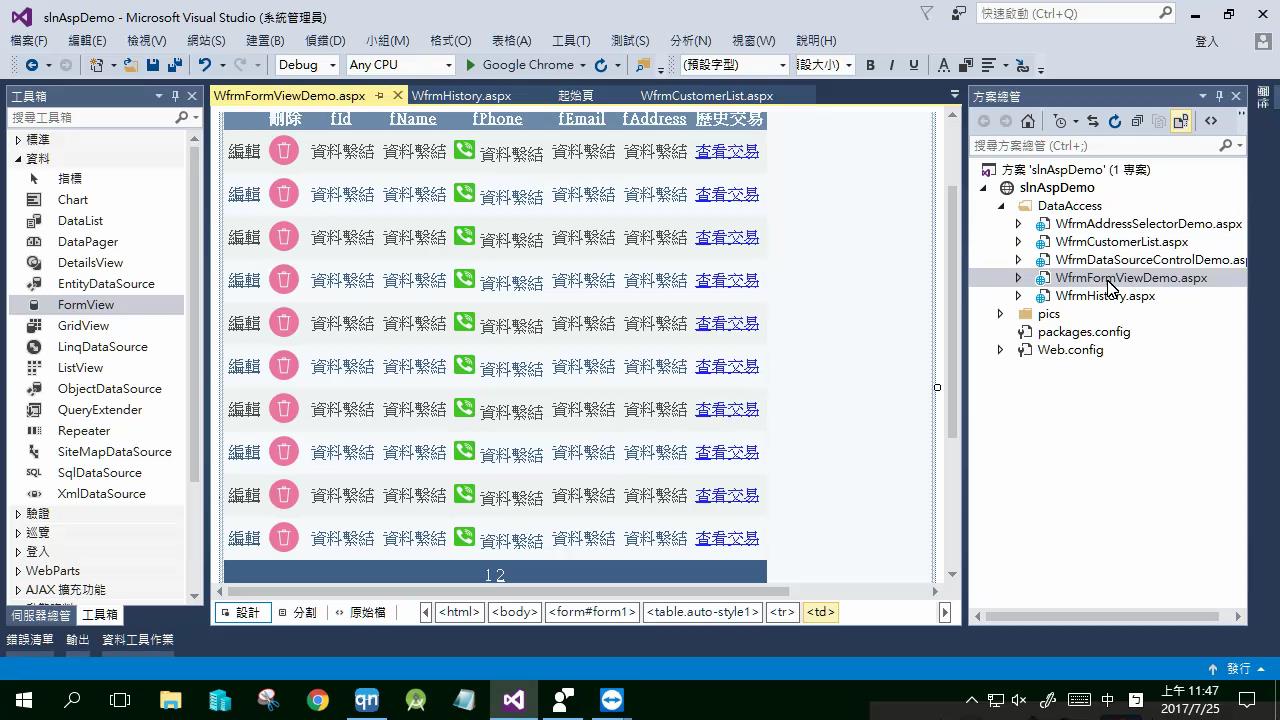 slnAspDemo - Microsoft Visual Studio (系統管理員)
快速啟動 (Ctrl+Q)
檔案(F) 編輯(E) 檢視(V) 網站(S) 建置(B) 偵錯(D) 小組(M) 格式(O) 表格(A) 工具(T) 測試(S) 分析(N) 視窗(W) 說明(H)
登入
Debug Any CPU Google Chrome (預設字型) 設大小) B I U A
工具箱
搜尋工具箱
標準
資料
指標
Chart
DataList
DataPager
DetailsView
EntityDataSource
FormView
GridView
LinqDataSource
ListView
ObjectDataSource
QueryExtender
Repeater
SiteMapDataSource
SQL SqlDataSource
XmlDataSource
驗證
巡覽
登入
WebParts
AJAX 擴充功能
伺服器總管 工具箱
WfrmFormViewDemo.aspx WfrmHistory.aspx 起始頁 WfrmCustomerList.aspx
刪除 fId fName fPhone fEmail fAddress 歷史交易
編輯 資料繫結 資料繫結 資料繫結 資料繫結 資料繫結 查看交易
編輯 資料繫結 資料繫結 資料繫結 資料繫結 資料繫結 查看交易
編輯 資料繫結 資料繫結 資料繫結 資料繫結 資料繫結 查看交易
編輯 資料繫結 資料繫結 資料繫結 資料繫結 資料繫結 查看交易
編輯 資料繫結 資料繫結 資料繫結 資料繫結 資料繫結 查看交易
編輯 資料繫結 資料繫結 資料繫結 資料繫結 資料繫結 查看交易
編輯 資料繫結 資料繫結 資料繫結 資料繫結 資料繫結 查看交易
編輯 資料繫結 資料繫結 資料繫結 資料繫結 資料繫結 查看交易
編輯 資料繫結 資料繫結 資料繫結 資料繫結 資料繫結 查看交易
編輯 資料繫結 資料繫結 資料繫結 資料繫結 資料繫結 查看交易
1 2
設計 分割 原始檔 <html> <body> <form#form1> <table.auto-style1> <tr> <td>
方案總管
搜尋方案總管 (Ctrl+;)
方案 'slnAspDemo' (1 專案)
slnAspDemo
DataAccess
WfrmAddressSelectorDemo.aspx
WfrmCustomerList.aspx
WfrmDataSourceControlDemo.asp
WfrmFormViewDemo.aspx
WfrmHistory.aspx
pics
packages.config
Web.config
錯誤清單 輸出 資料工具作業
發行
qn
中
上午 11:47
2017/7/25